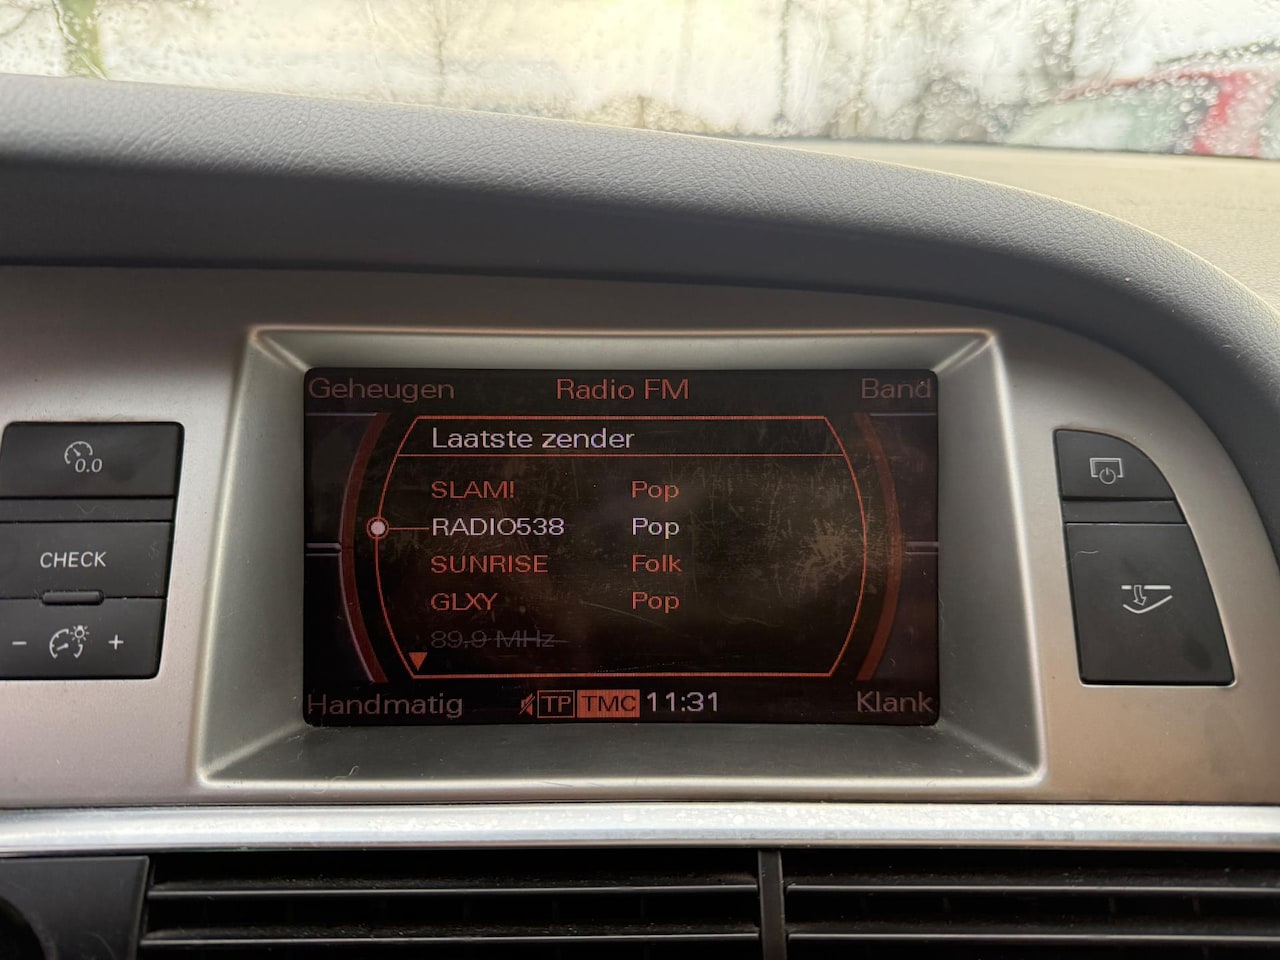 Geheugen Radio FM Band
Laatste zender
SLAM! Pop
0.0
RADIO538 Pop
CHECK
SUNRISE Folk
GLXY Pop
89,9 MHz
- +
Handmatig TP TMC 11:31 Klank